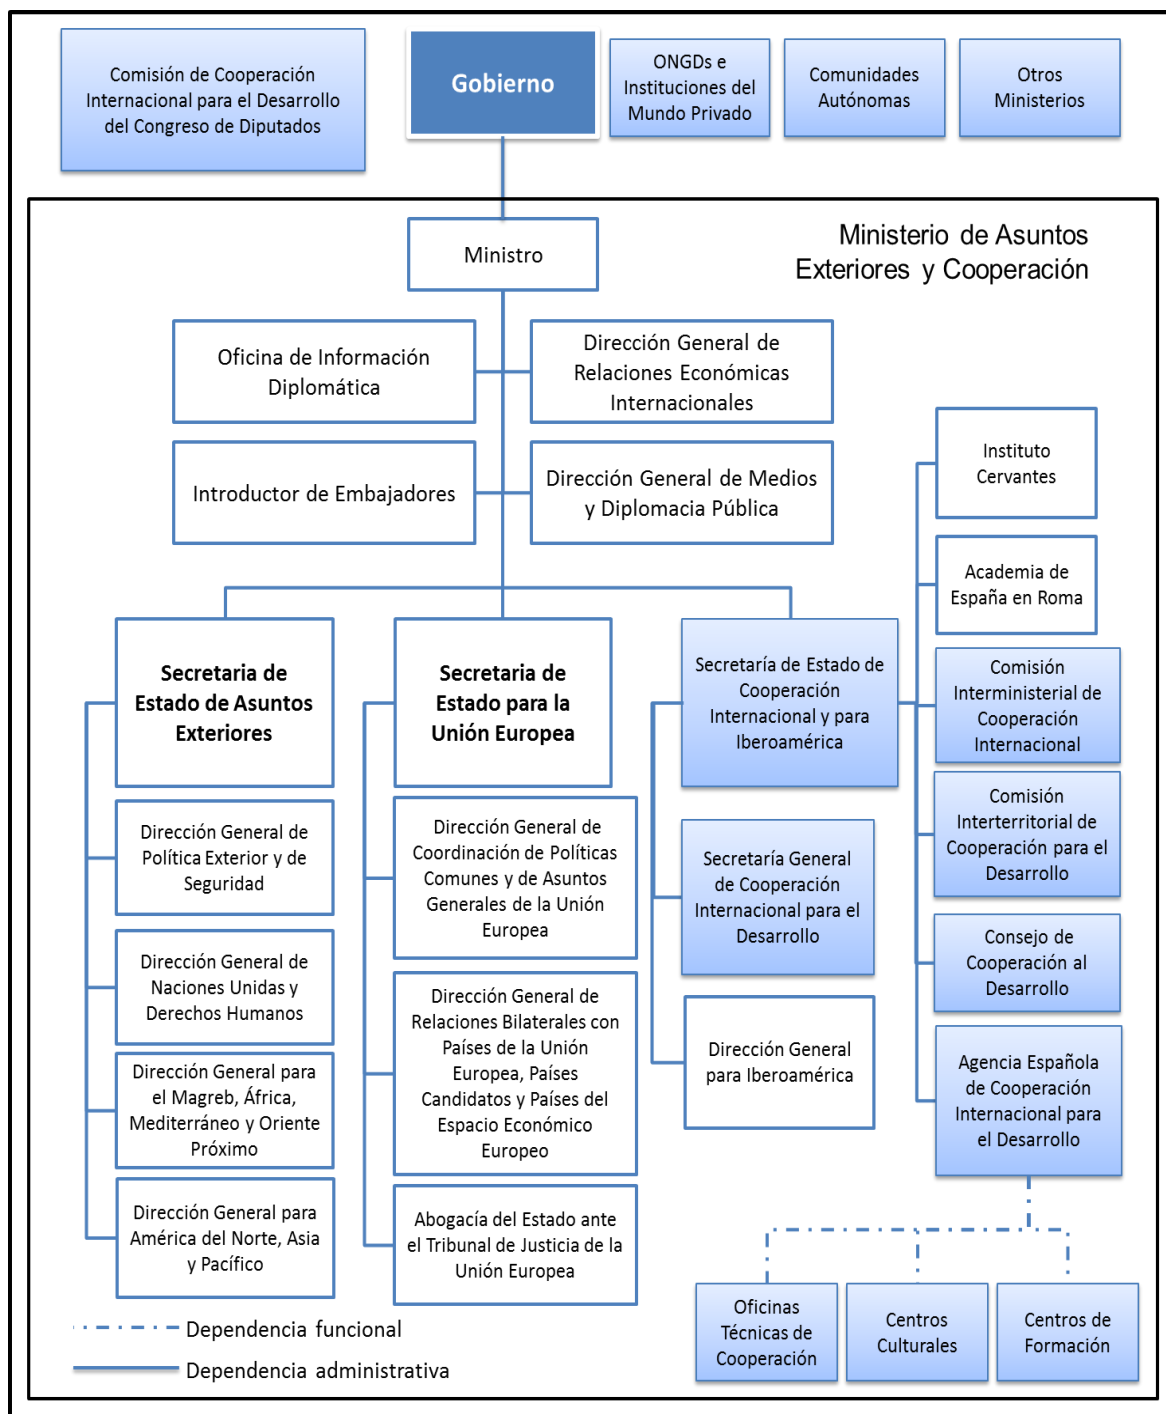 Comisión de Cooperación
Internacional para el Desarrollo
del Congreso de Diputados
Gobierno
ONGDs e
Instituciones del
Mundo Privado
Comunidades
Autónomas
Otros
Ministerios
Ministerio de Asuntos
Exteriores y Cooperación
Ministro
Oficina de Información
Diplomática
Dirección General de
Relaciones Económicas
Internacionales
Introductor de Embajadores
Dirección General de Medios
y Diplomacia Pública
Instituto
Cervantes
Academia de
España en Roma
Secretaria de
Estado de Asuntos
Exteriores
Secretaria de
Estado para la
Unión Europea
Secretaría de Estado de
Cooperación
Internacional y para
Iberoamérica
Comisión
Interministerial de
Cooperación
Internacional
Dirección General de
Política Exterior y de
Seguridad
Dirección General de
Coordinación de Políticas
Comunes y de Asuntos
Generales de la Unión
Europea
Secretaría General
de Cooperación
Internacional para el
Desarrollo
Comisión
Interterritorial de
Cooperación para el
Desarrollo
Dirección General de
Naciones Unidas y
Derechos Humanos
Dirección General de
Relaciones Bilaterales con
Países de la Unión
Europea, Países
Candidatos y Países del
Espacio Económico
Europeo
Dirección General
para Iberoamérica
Consejo de
Cooperación al
Desarrollo
Dirección General para
el Magreb, África,
Mediterráneo y Oriente
Próximo
Agencia Española
de Cooperación
Internacional para
el Desarrollo
Dirección General para
América del Norte, Asia
y Pacífico
Abogacía del Estado ante
el Tribunal de Justicia de la
Unión Europea
Oficinas
Técnicas de
Cooperación
Centros
Culturales
Centros de
Formación
Dependencia funcional
Dependencia administrativa